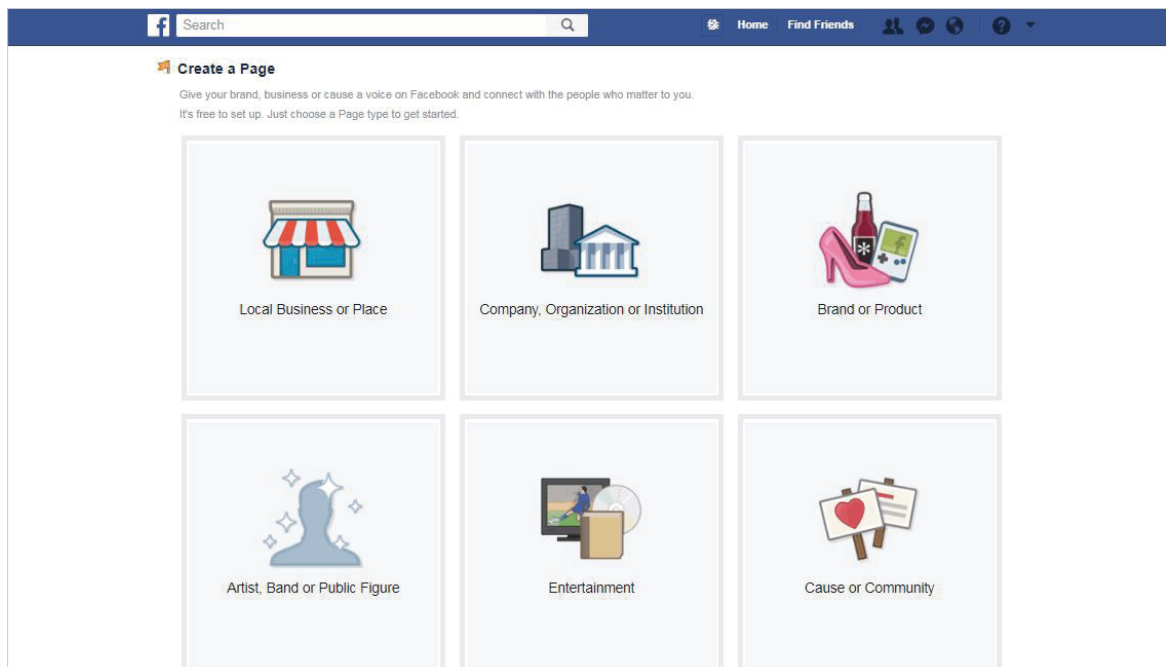 f Search Home Find Friends
Create a Page
Give your brand, business or cause a voice on Facebook and connect with the people who matter to you.
It's free to set up. Just choose a Page type to get started.
Local Business or Place
Company, Organization or Institution
Brand or Product
Artist, Band or Public Figure
Entertainment
Cause or Community